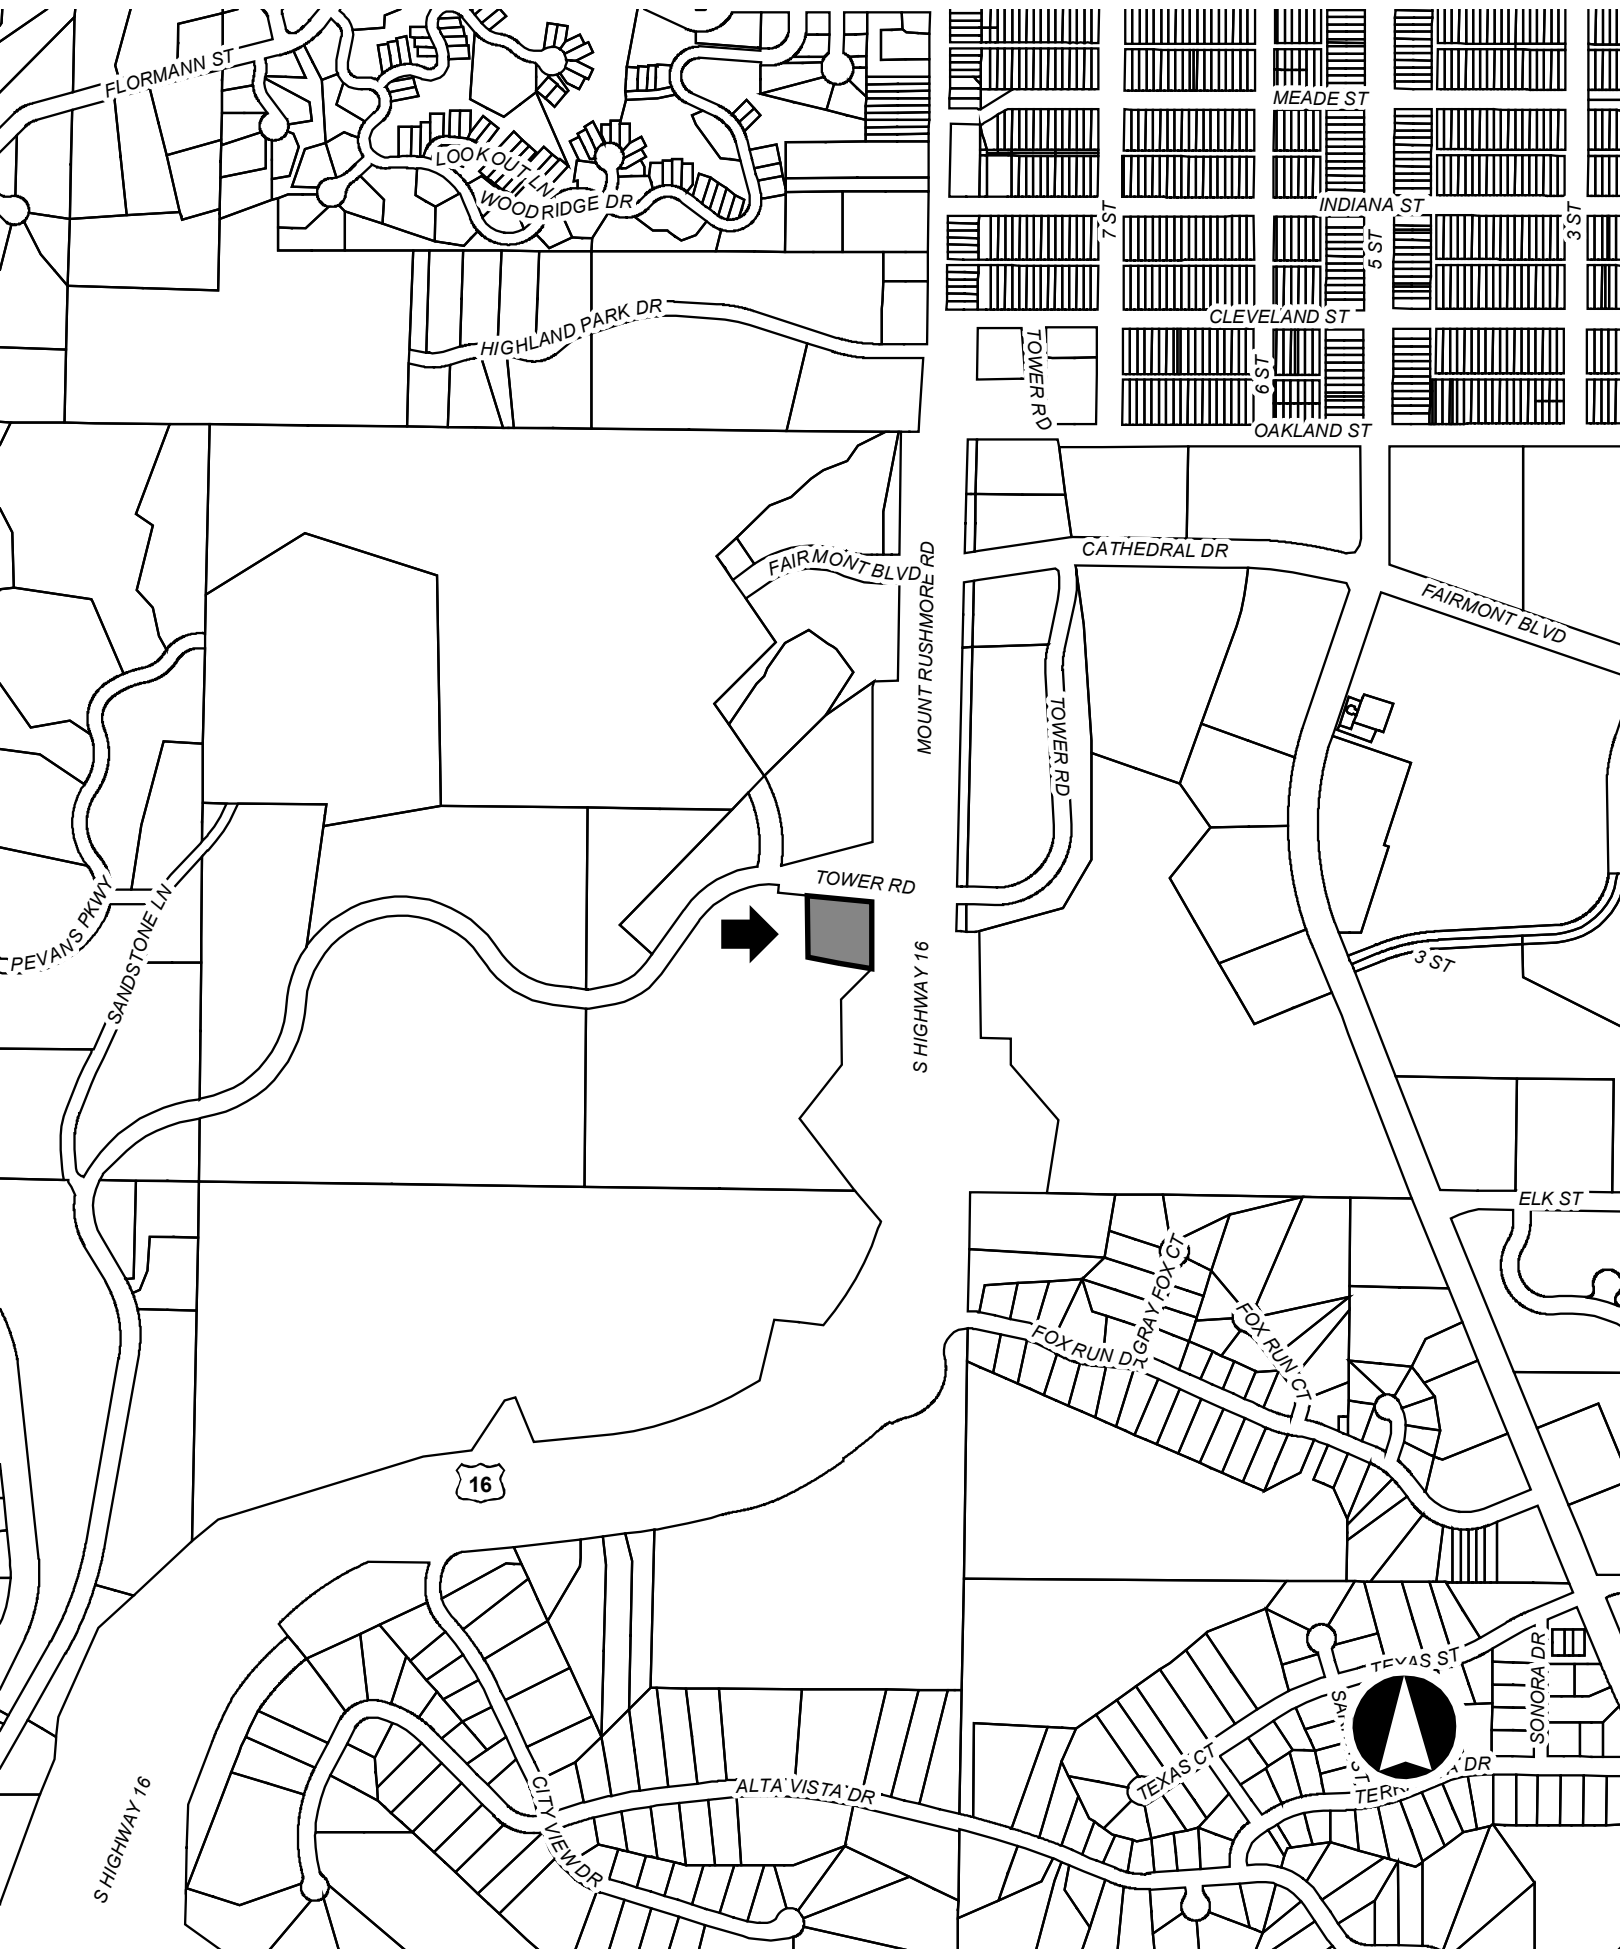 FLORMANN ST
MEADE ST
LOOKOUT LN
WOODRIDGE DR
INDIANA ST
7 ST
5 ST
3 ST
HIGHLAND PARK DR
CLEVELAND ST
TOWER RD
6 ST
OAKLAND ST
FAIRMONT BLVD
CATHEDRAL DR
MOUNT RUSHMORE RD
FAIRMONT BLVD
TOWER RD
TOWER RD
PEVANS PKWY
SANDSTONE LN
S HIGHWAY 16
3 ST
ELK ST
GRAY FOX CT
FOX RUN DR
FOX RUN CT
16
TEXAS ST
SONORA DR
TEXAS CT
DR
ALTA VISTA DR
CITY VIEW DR
S HIGHWAY 16